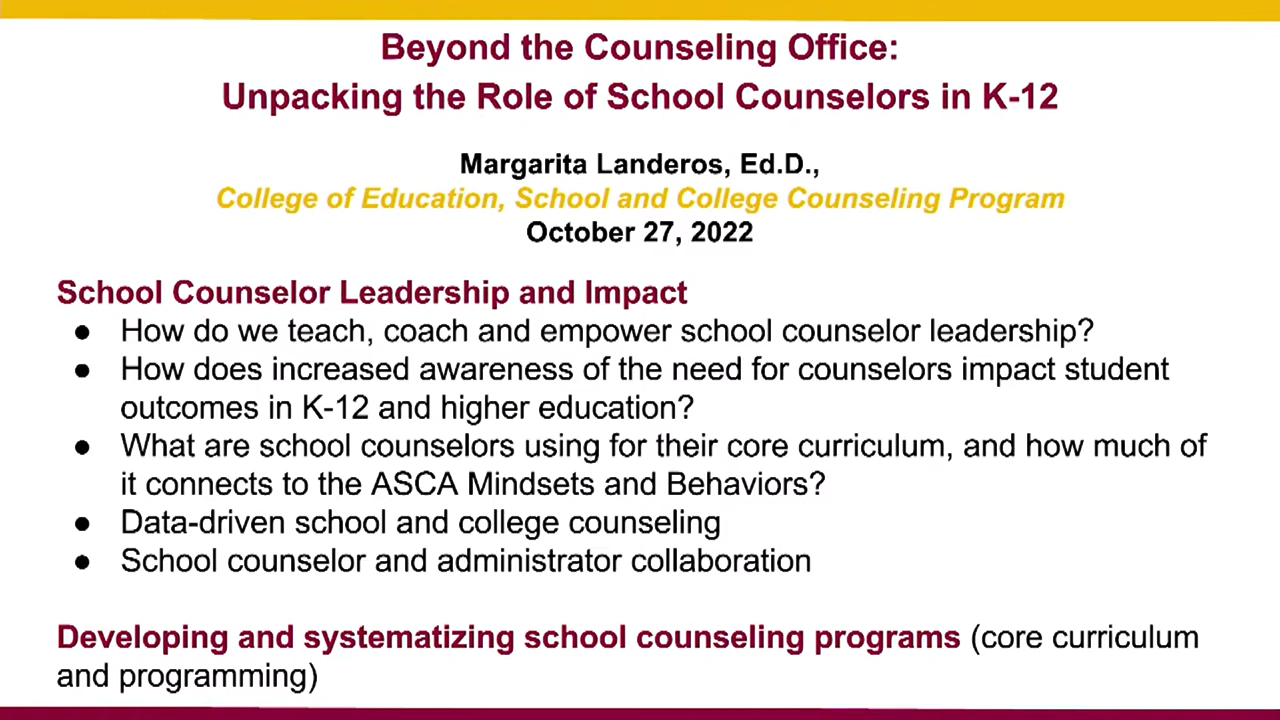 Beyond the Counseling Office:
Unpacking the Role of School Counselors in K-12
Margarita Landeros, Ed.D.,
College of Education, School and College Counseling Program
October 27, 2022
School Counselor Leadership and Impact
● How do we teach, coach and empower school counselor leadership?
● How does increased awareness of the need for counselors impact student
outcomes in K-12 and higher education?
● What are school counselors using for their core curriculum, and how much of
it connects to the ASCA Mindsets and Behaviors?
● Data-driven school and college counseling
● School counselor and administrator collaboration
Developing and systematizing school counseling programs (core curriculum
and programming)